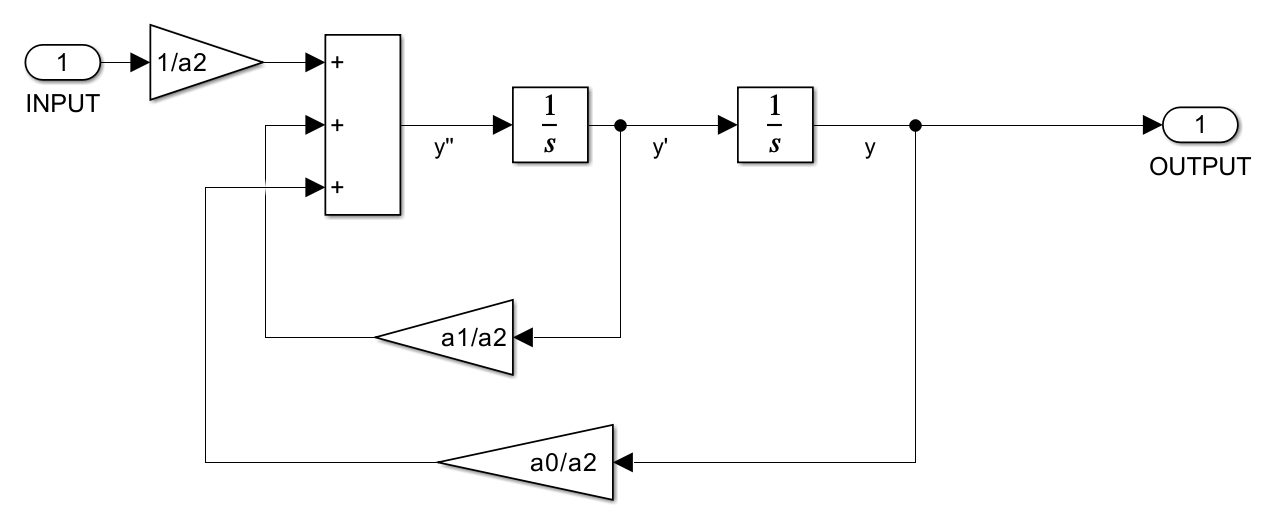 1
INPUT
1/a2
+
+
+
y"
1
s
y'
1
s
y
1
OUTPUT
a1/a2
a0/a2